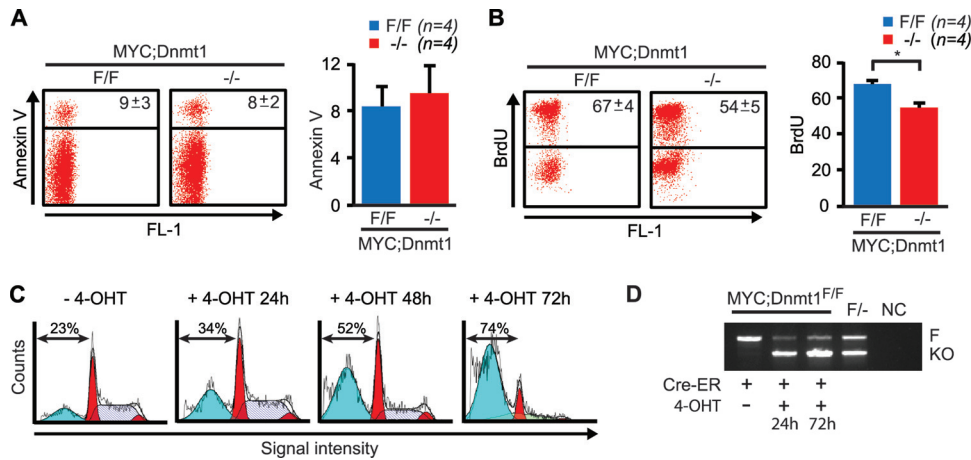 A
F/F (n=4)
-/- (n=4)
MYC;Dnmt1
F/F -/-
9±3
8±2
Annexin V
FL-1
12
8
4
0
Annexin V
F/F -/-
MYC;Dnmt1
B
F/F (n=4)
-/- (n=4)
MYC;Dnmt1
F/F -/-
67±4
54±5
BrdU
FL-1
*
80
60
40
20
0
BrdU
F/F -/-
MYC;Dnmt1
C
- 4-OHT
+ 4-OHT 24h
+ 4-OHT 48h
+ 4-OHT 72h
23%
34%
52%
74%
Counts
Signal intensity
D
MYC;Dnmt1F/F F/- NC
F
KO
Cre-ER + + +
4-OHT - + +
24h 72h